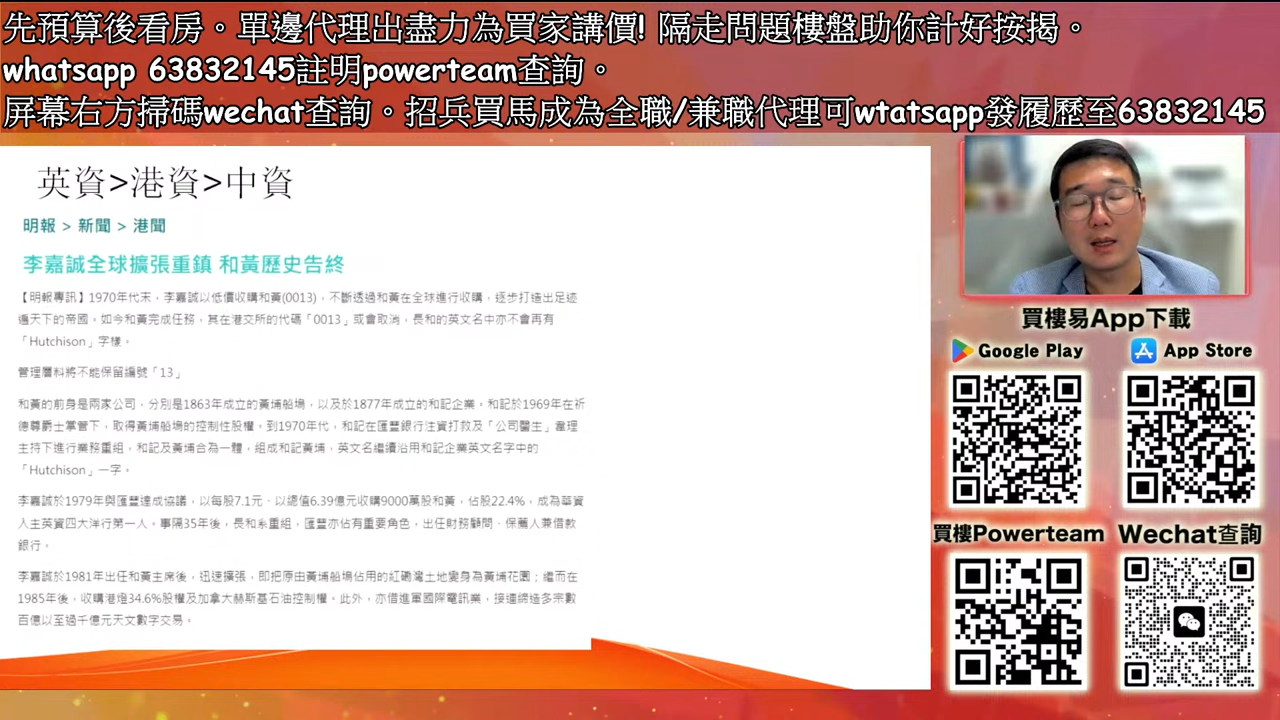 先預算後看房。單邊代理出盡力為買家講價! 隔走問題樓盤助你計好按揭。
whatsapp 63832145註明powerteam查詢。
屏幕右方掃碼wechat查詢。招兵買馬成為全職/兼職代理可wtatsapp發履歷至63832145
英資>港資>中資
明報 > 新聞 > 港聞
李嘉誠全球擴張重鎮 和黃歷史告終
【明報專訊】1970年代末，李嘉誠以低價收購和黃(0013)，不斷透過和黃在全球進行收購，逐步打造出足迹
遍天下的帝國。如今和黃完成任務，其在港交所的代碼「0013」或會取消，長和的英文名中亦不會再有
「Hutchison」字樣。
管理層料將不能保留編號「13」
和黃的前身是兩家公司，分別是1863年成立的黃埔船塢，以及於1877年成立的和記企業。和記於1969年在祈
德尊爵士掌管下，取得黃埔船塢的控制性股權。到1970年代，和記在匯豐銀行注資打救及「公司醫生」韋理
主持下進行業務重組，和記及黃埔合為一體，組成和記黃埔，英文名繼續沿用和記企業英文名字中的
「Hutchison」一字。
李嘉誠於1979年與匯豐達成協議，以每股7.1元、以總值6.39億元收購9000萬股和黃，佔股22.4%，成為華資
入主英資四大洋行第一人。事隔35年後，長和系重組，匯豐亦佔有重要角色，出任財務顧問、保薦人兼借款
銀行。
李嘉誠於1981年出任和黃主席後，迅速擴張，即把原由黃埔船塢佔用的紅磡灣土地變身為黃埔花園；繼而在
1985年後，收購港燈34.6%股權及加拿大赫斯基石油控制權。此外，亦借進軍國際電訊業，接連締造多宗數
百億以至過千億元天文數字交易。
買樓易App下載
Google Play
App Store
買樓Powerteam
Wechat查詢